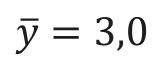 ȳ = 3,0